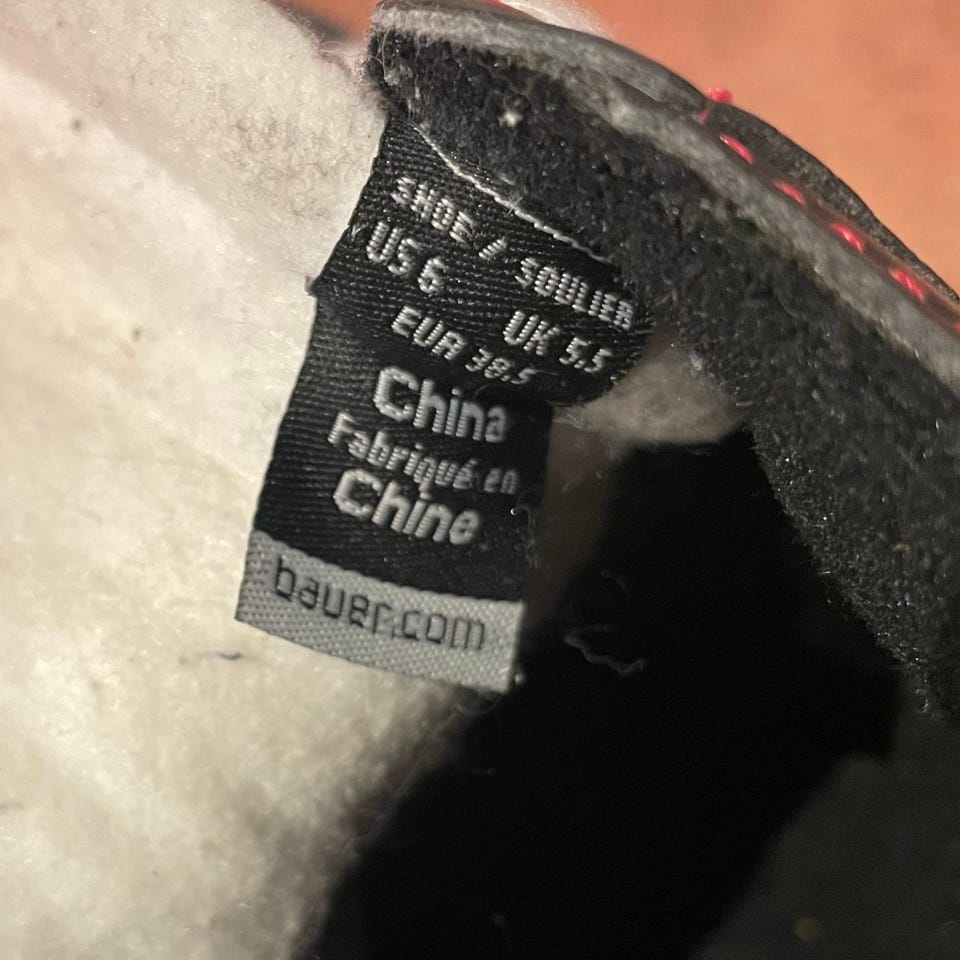 SHOE / SOULIER
US 6 UK 5.5
EUR 38.5
China
Fabriqué en
Chine
bauer.com